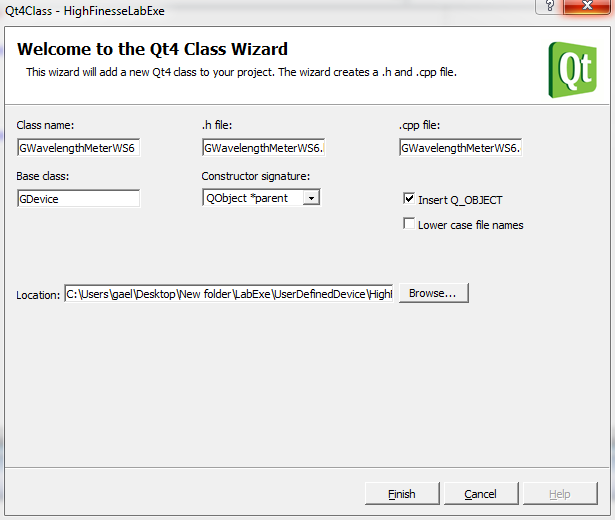 Qt4Class - HighFinesseLabExe
?
Welcome to the Qt4 Class Wizard
This wizard will add a new Qt4 class to your project. The wizard creates a .h and .cpp file.
Qt
Class name: .h file: .cpp file:
GWavelengthMeterWS6 GWavelengthMeterWS6. GWavelengthMeterWS6.
Base class: Constructor signature:
GDevice QObject *parent Insert Q_OBJECT
Lower case file names
Location: C:\Users\gael\Desktop\New folder\LabExe\UserDefinedDevice\Highl Browse...
Finish Cancel Help